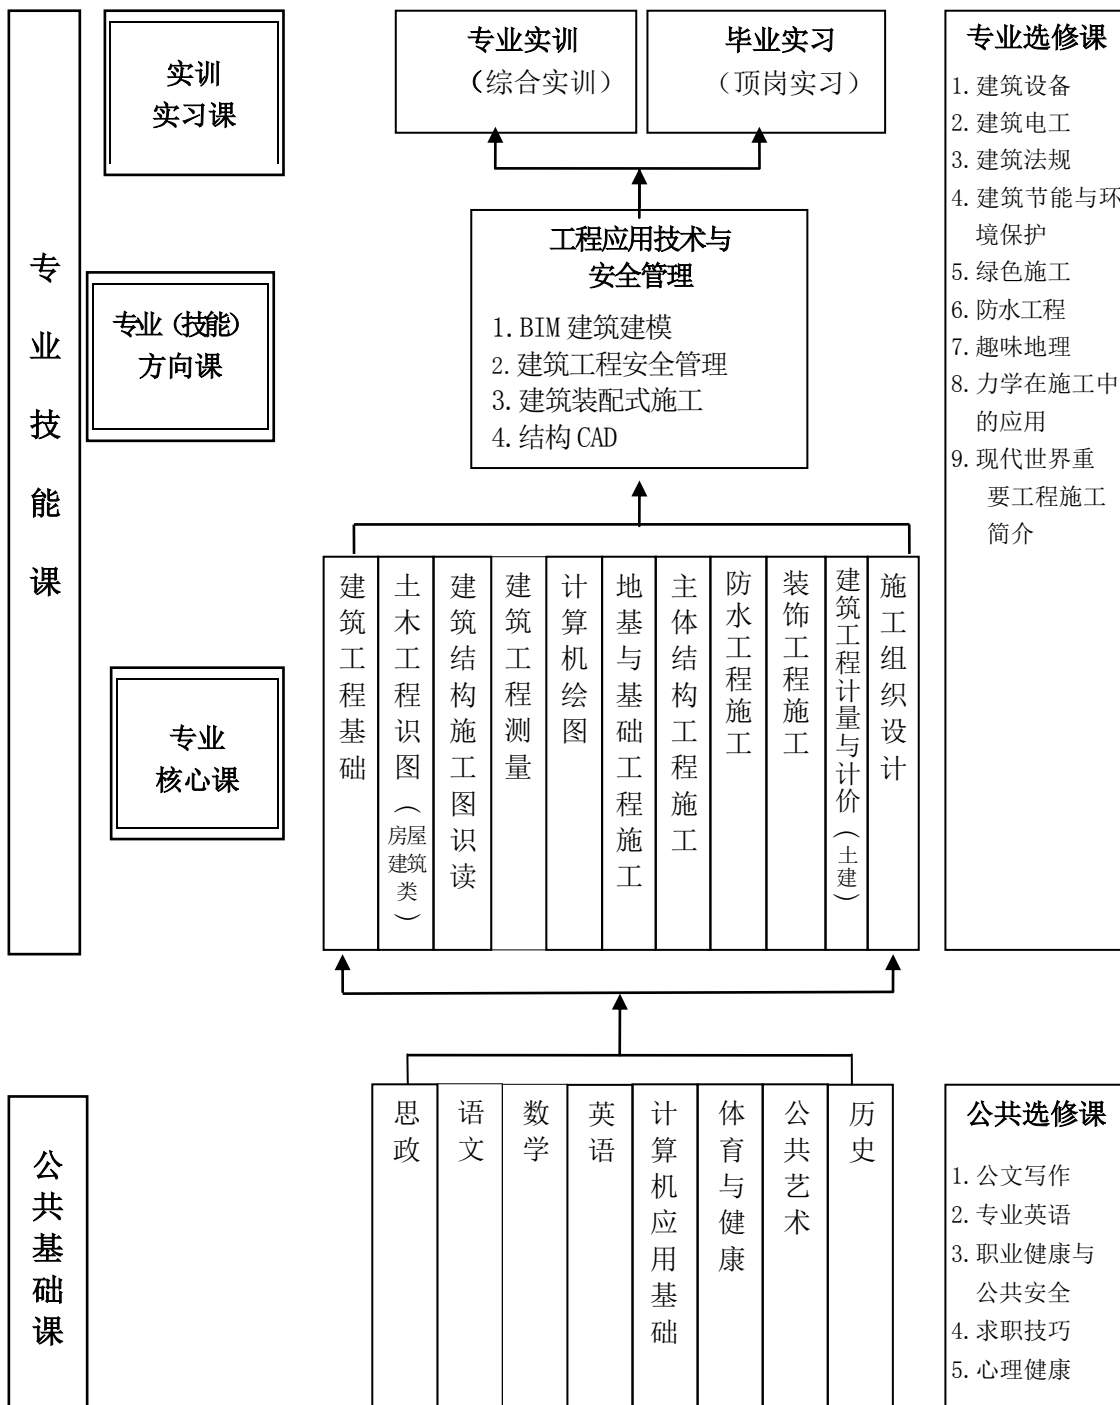 专业技能课
实训
实习课
专业实训
（综合实训）
毕业实习
（顶岗实习）
专业选修课
1.建筑设备
2.建筑电工
3.建筑法规
4.建筑节能与环
境保护
5.绿色施工
6.防水工程
7.趣味地理
8.力学在施工中
的应用
9.现代世界重
要工程施工
简介
专业（技能）
方向课
工程应用技术与
安全管理
1.BIM 建筑建模
2.建筑工程安全管理
3.建筑装配式施工
4.结构 CAD
专业
核心课
建筑工程基础
土木工程识图（房屋建筑类）
建筑结构施工图识读
建筑工程测量
计算机绘图
地基与基础工程施工
主体结构工程施工
防水工程施工
装饰工程施工
建筑工程计量与计价（土建）
施工组织设计
公共基础课
思政
语文
数学
英语
计算机应用基础
体育与健康
公共艺术
历史
公共选修课
1.公文写作
2.专业英语
3.职业健康与
公共安全
4.求职技巧
5.心理健康